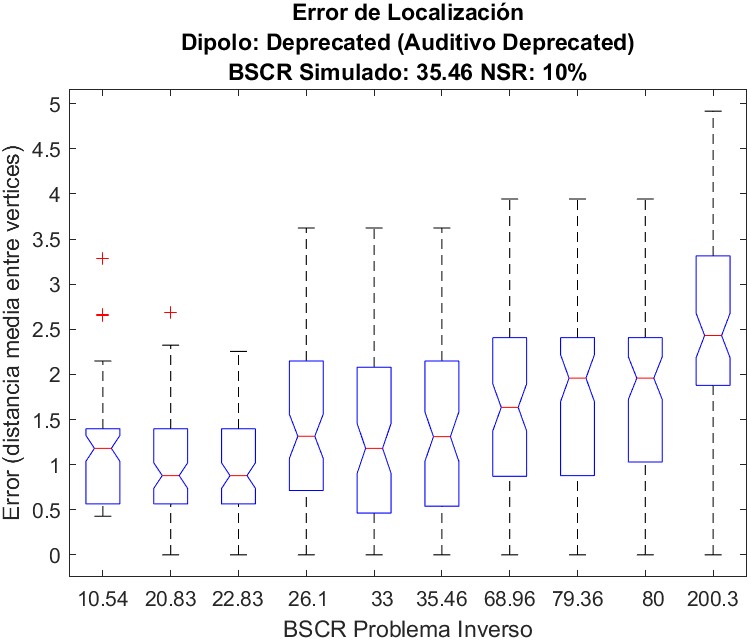 Error de Localización
Dipolo: Deprecated (Auditivo Deprecated)
BSCR Simulado: 35.46 NSR: 10%
Error (distancia media entre vertices)
5
4.5
4
3.5
3
2.5
2
1.5
1
0.5
0
10.54 20.83 22.83 26.1 33 35.46 68.96 79.36 80 200.3
BSCR Problema Inverso